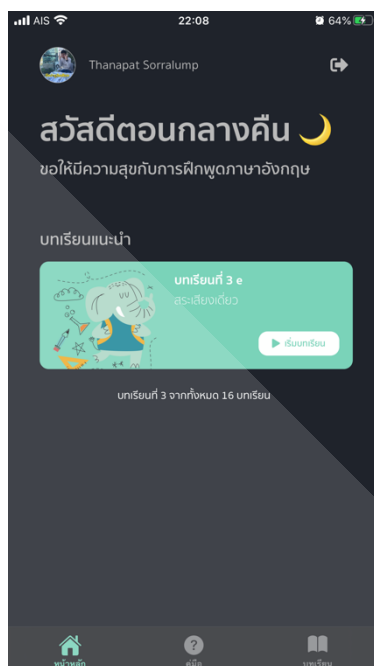 AIS 22:08 64%
Thanapat Sorralump
สวัสดีตอนกลางคืน
ขอให้มีความสุขกับการฝึกพูดภาษาอังกฤษ
บทเรียนแนะนำ
บทเรียนที่ 3 e
สระเสียงเดี่ยว
เริ่มบทเรียน
บทเรียนที่ 3 จากทั้งหมด 16 บทเรียน
หน้าหลัก คู่มือ บทเรียน